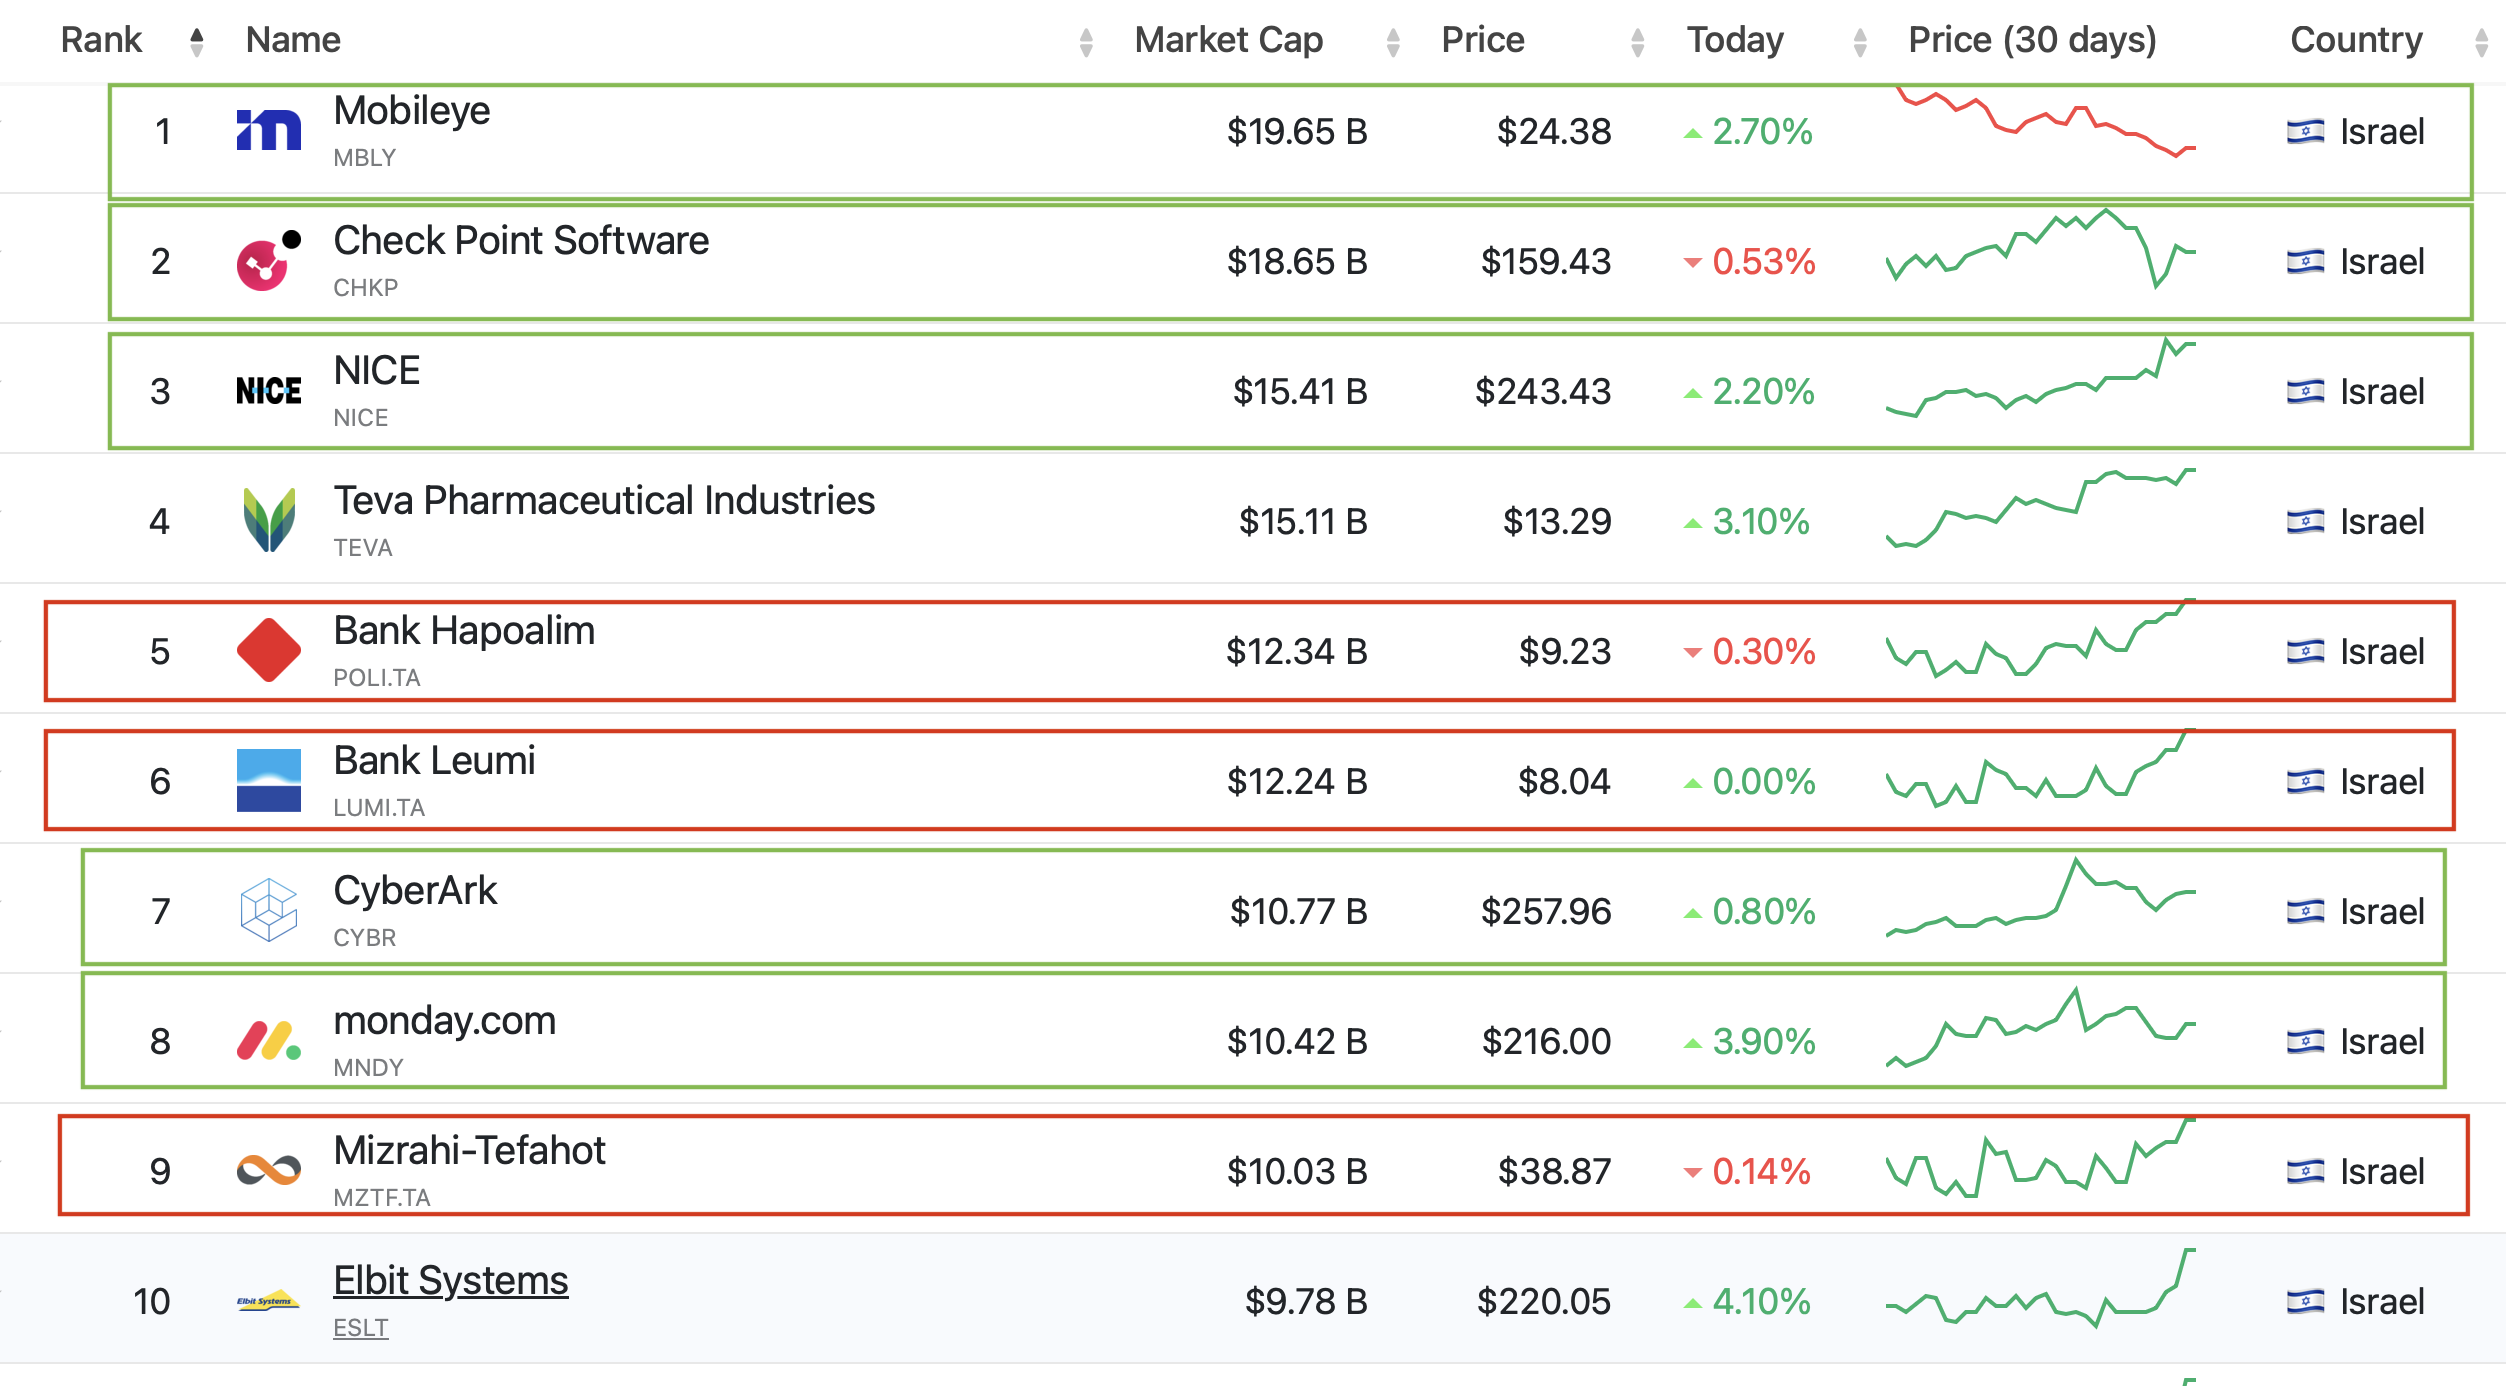 Rank Name Market Cap Price Today Price (30 days) Country
1 Mobileye $19.65 B $24.38 2.70% Israel
MBLY
2 Check Point Software $18.65 B $159.43 0.53% Israel
CHKP
3 NICE NICE $15.41 B $243.43 2.20% Israel
NICE
4 Teva Pharmaceutical Industries $15.11 B $13.29 3.10% Israel
TEVA
5 Bank Hapoalim $12.34 B $9.23 0.30% Israel
POLI.TA
6 Bank Leumi $12.24 B $8.04 0.00% Israel
LUMI.TA
7 CyberArk $10.77 B $257.96 0.80% Israel
CYBR
8 monday.com $10.42 B $216.00 3.90% Israel
MNDY
9 Mizrahi-Tefahot $10.03 B $38.87 0.14% Israel
MZTF.TA
10 Elbit Systems Elbit Systems $9.78 B $220.05 4.10% Israel
ESLT